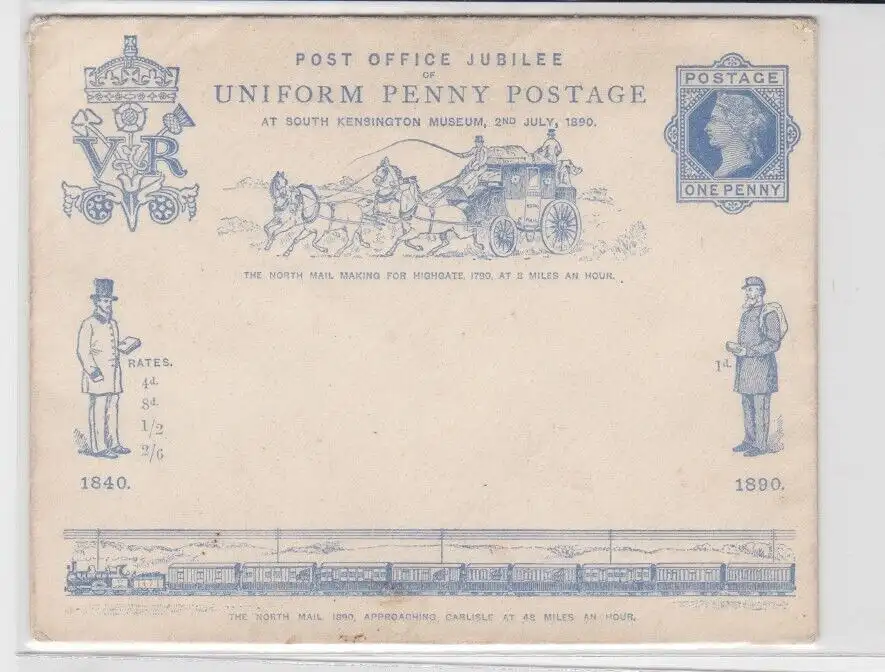 POST OFFICE JUBILEE
OF
UNIFORM PENNY POSTAGE
AT SOUTH KENSINGTON MUSEUM, 2ND JULY, 1890.
VR
POSTAGE
ONE PENNY
THE NORTH MAIL MAKING FOR HIGHGATE, 1790, AT 8 MILES AN HOUR.
RATES.
4d.
8d.
1/2
2/6
1840.
1d.
1890.
THE NORTH MAIL 1890, APPROACHING CARLISLE AT 48 MILES AN HOUR.